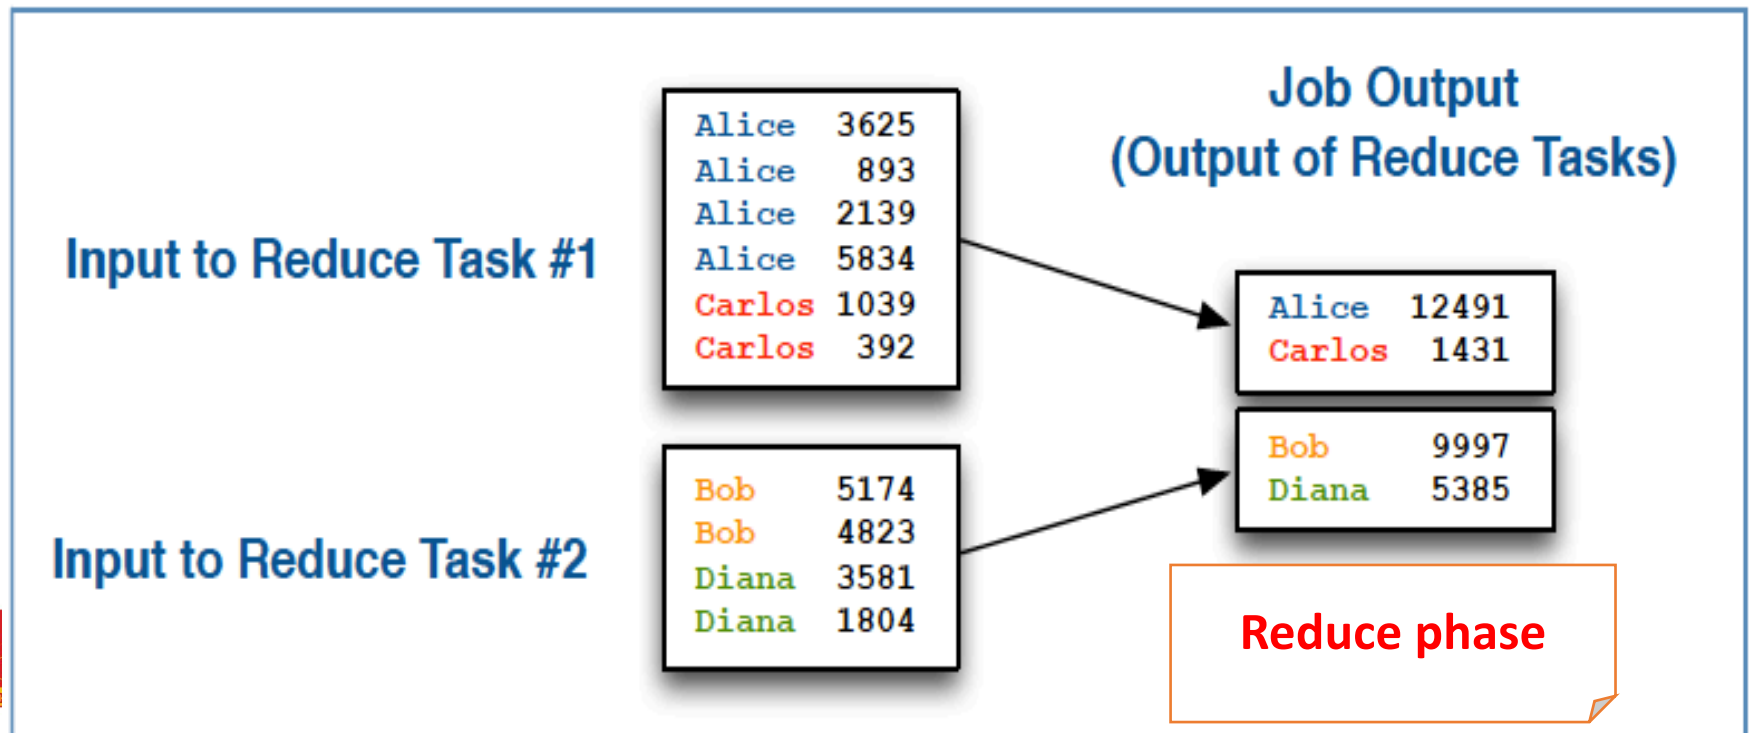 Input to Reduce Task #1
Alice 3625
Alice 893
Alice 2139
Alice 5834
Carlos 1039
Carlos 392
Input to Reduce Task #2
Bob 5174
Bob 4823
Diana 3581
Diana 1804
Job Output
(Output of Reduce Tasks)
Alice 12491
Carlos 1431
Bob 9997
Diana 5385
Reduce phase